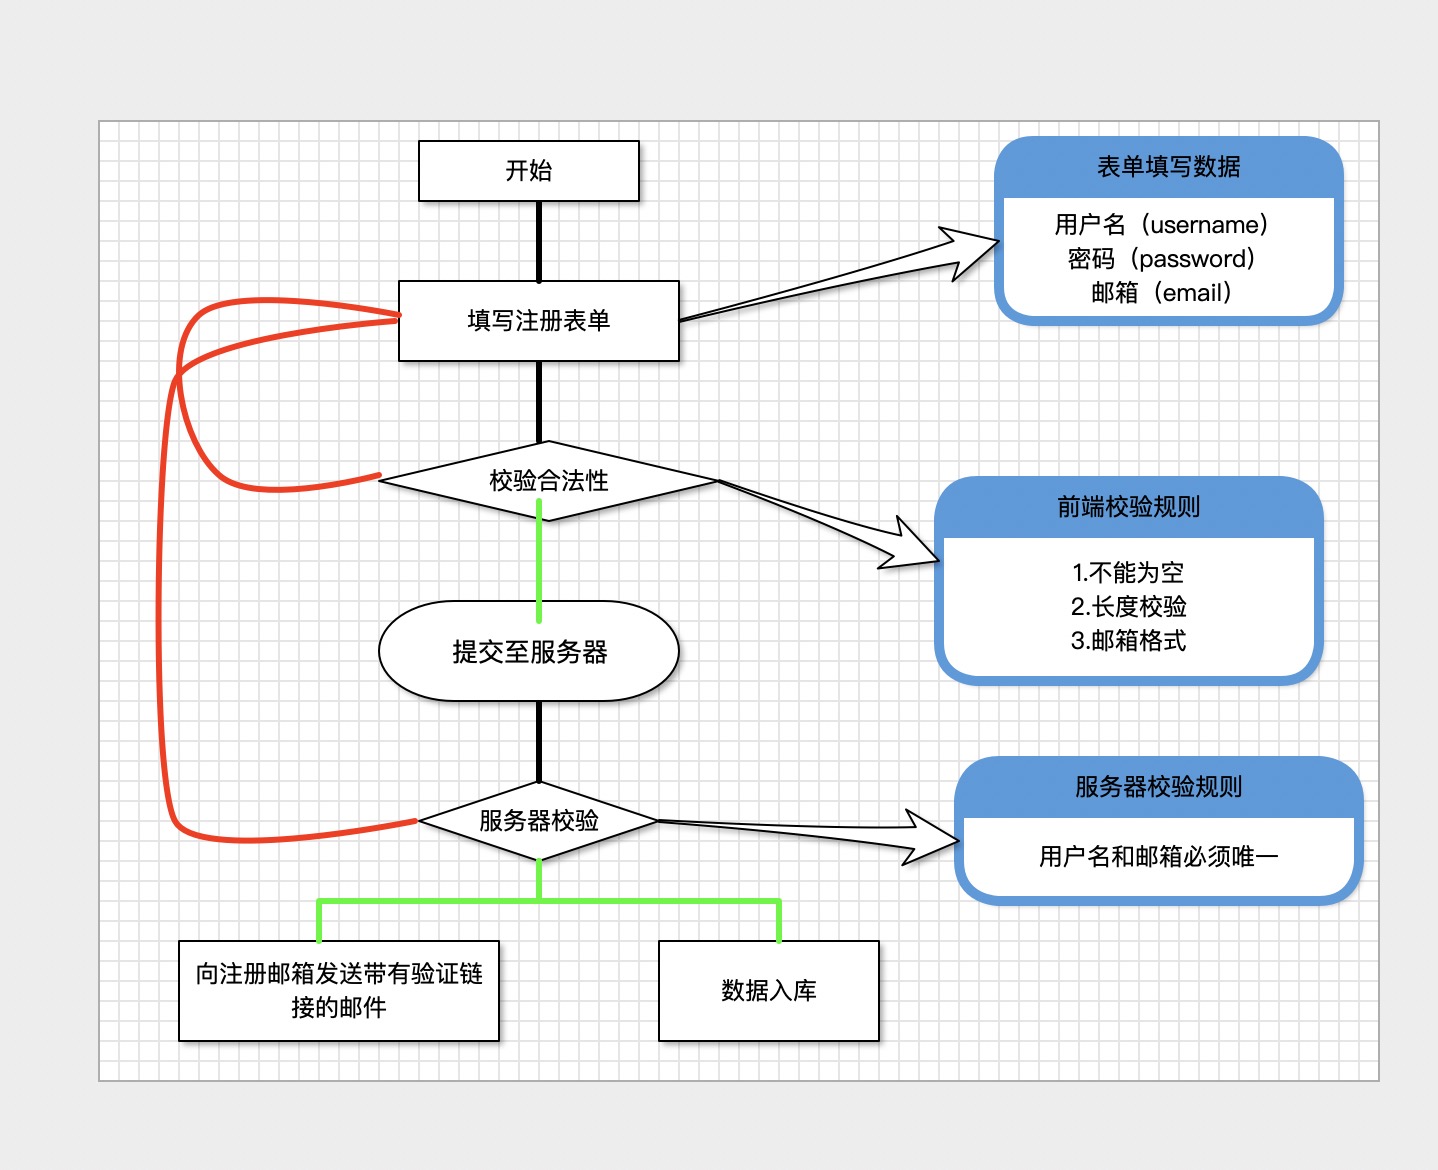 开始
表单填写数据
用户名（username）
密码（password）
邮箱（email）
填写注册表单
校验合法性
前端校验规则
1.不能为空
2.长度校验
3.邮箱格式
提交至服务器
服务器校验规则
服务器校验
用户名和邮箱必须唯一
向注册邮箱发送带有验证链
接的邮件
数据入库